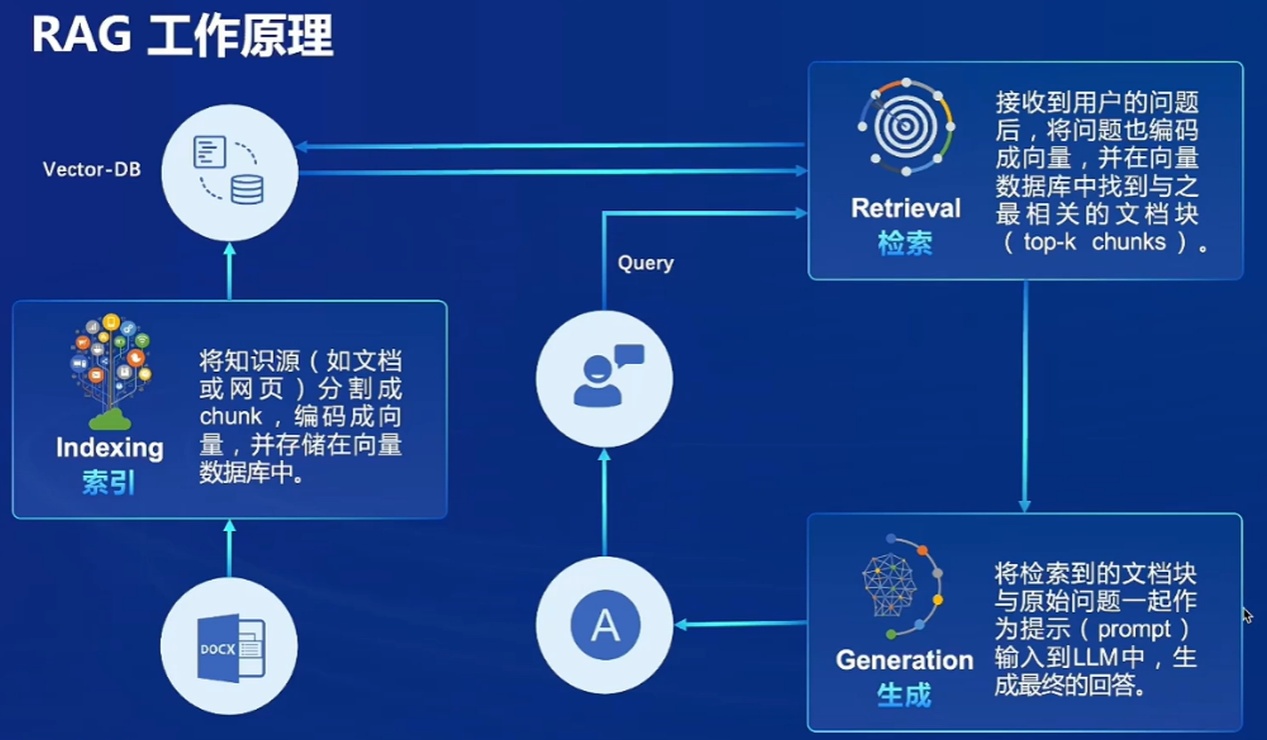 RAG 工作原理
Vector-DB
Retrieval
检索
接收到用户的问题
后，将问题也编码
成向量，并在向量
数据库中找到与之
最相关的文档块
（top-k chunks）。
Query
Indexing
索引
将知识源（如文档
或网页）分割成
chunk，编码成向
量，并存储在向量
数据库中。
DOCX
A
Generation
生成
将检索到的文档块
与原始问题一起作
为提示（prompt）
输入到LLM中，生
成最终的回答。